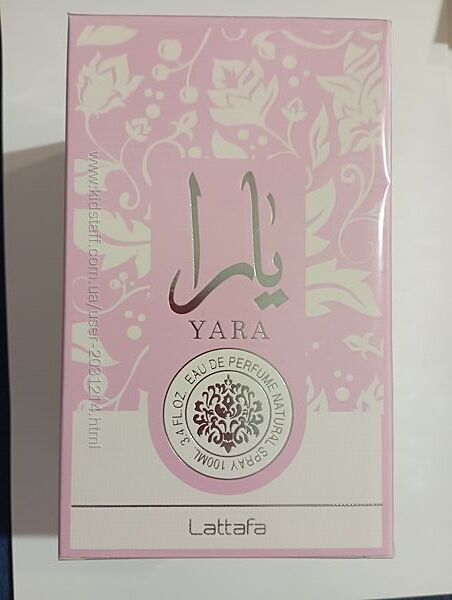 يارا
YARA
EAU DE PERFUME NATURAL SPRAY 100ML. 3.4 FL.OZ.
Lattafa
www.kidstaff.com.ua/user-2031214.html